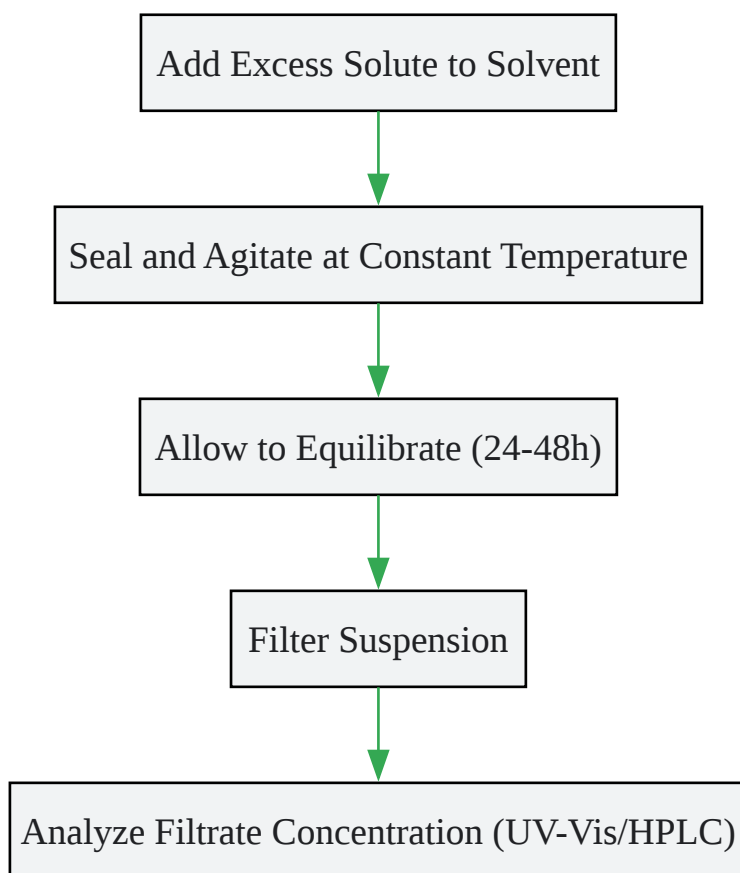 Add Excess Solute to Solvent
Seal and Agitate at Constant Temperature
Allow to Equilibrate (24-48h)
Filter Suspension
Analyze Filtrate Concentration (UV-Vis/HPLC)